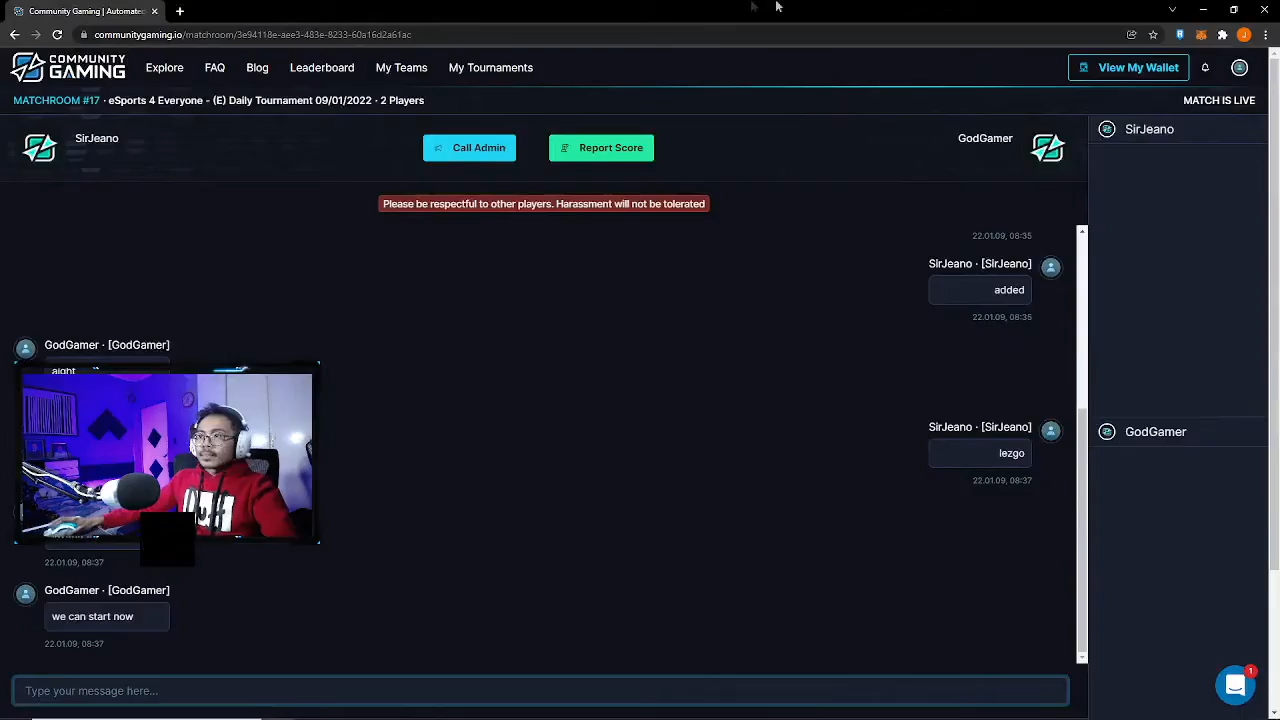 Community Gaming | Automate
communitygaming.io/matchroom/3e94118e-aee3-483e-8233-60a16d2a61ac
COMMUNITY
GAMING
Explore
FAQ
Blog
Leaderboard
My Teams
My Tournaments
View My Wallet
MATCHROOM #17 · eSports 4 Everyone - (E) Daily Tournament 09/01/2022 · 2 Players
MATCH IS LIVE
SirJeano
Call Admin
Report Score
GodGamer
SirJeano
Please be respectful to other players. Harassment will not be tolerated
22.01.09, 08:35
SirJeano · [SirJeano]
added
22.01.09, 08:35
GodGamer · [GodGamer]
aight
SirJeano · [SirJeano]
lezgo
22.01.09, 08:37
GodGamer
22.01.09, 08:37
GodGamer · [GodGamer]
we can start now
22.01.09, 08:37
Type your message here...
1